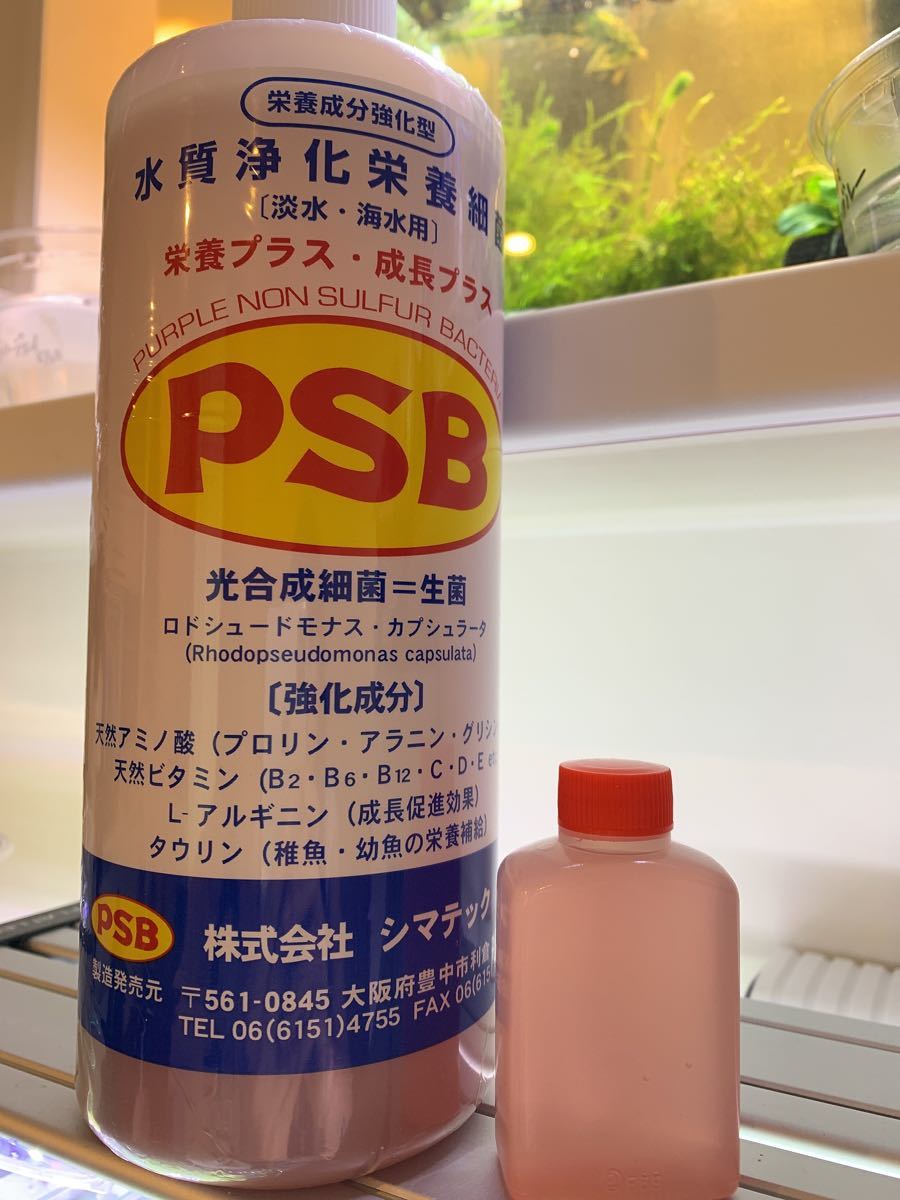 栄養成分強化型
水質浄化栄養細菌
〔淡水・海水用〕
栄養プラス・成長プラス
PURPLE NON SULFUR BACTERIA
PSB
光合成細菌＝生菌
ロドシュードモナス・カプシュラータ
(Rhodopseudomonas capsulata)
〔強化成分〕
天然アミノ酸（プロリン・アラニン・グリシン
天然ビタミン (B2・B6・B12・C・D・E etc.
L-アルギニン（成長促進効果）
タウリン（稚魚・幼魚の栄養補給）
PSB
製造発売元
株式会社 シマテック
〒561-0845 大阪府豊中市利倉
TEL 06(6151)4755 FAX 06(615